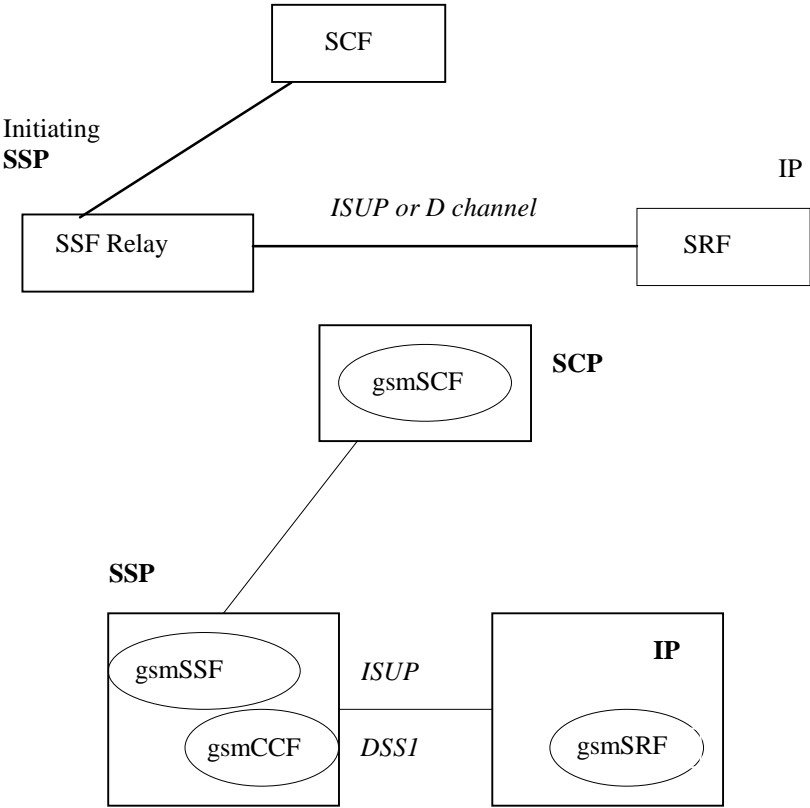 SCF
Initiating
SSP
IP
ISUP or D channel
SSF Relay
SRF
SCP
gsmSCF
SSP
IP
gsmSSF
ISUP
gsmCCF
DSS1
gsmSRF